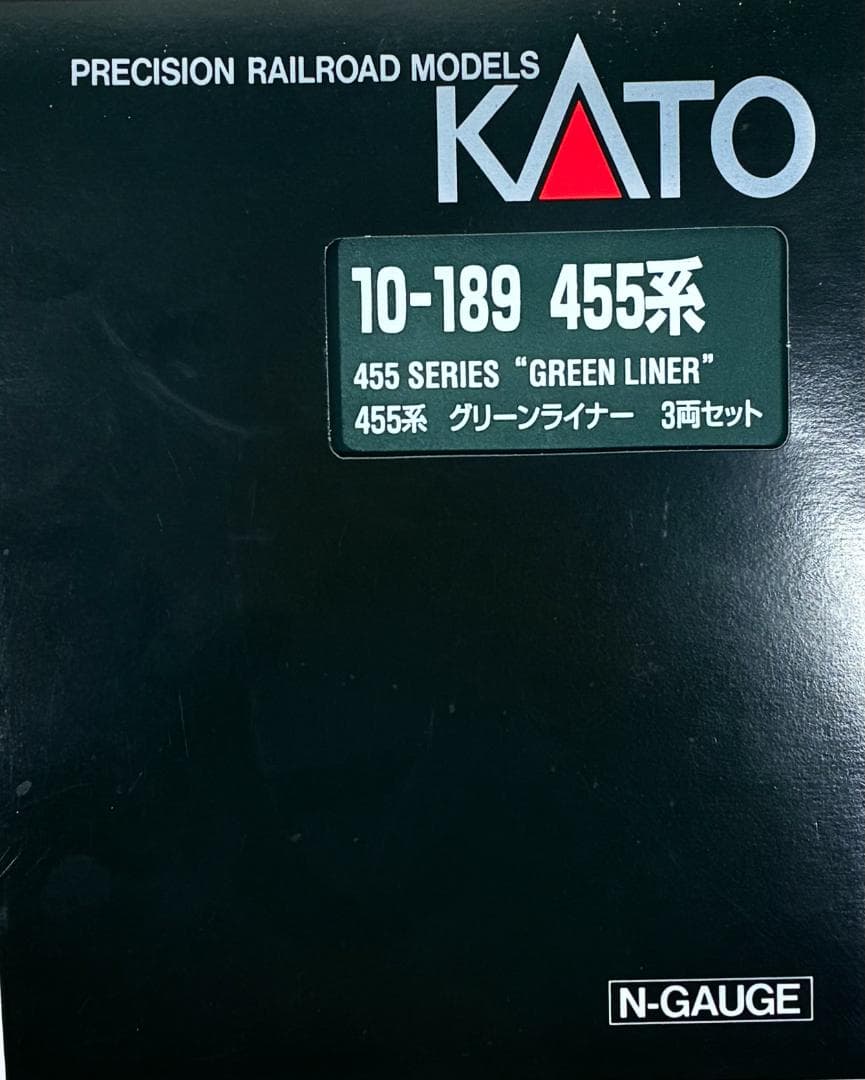 PRECISION RAILROAD MODELS
KATO
10-189 455系
455 SERIES “GREEN LINER”
455系 グリーンライナー 3両セット
N-GAUGE